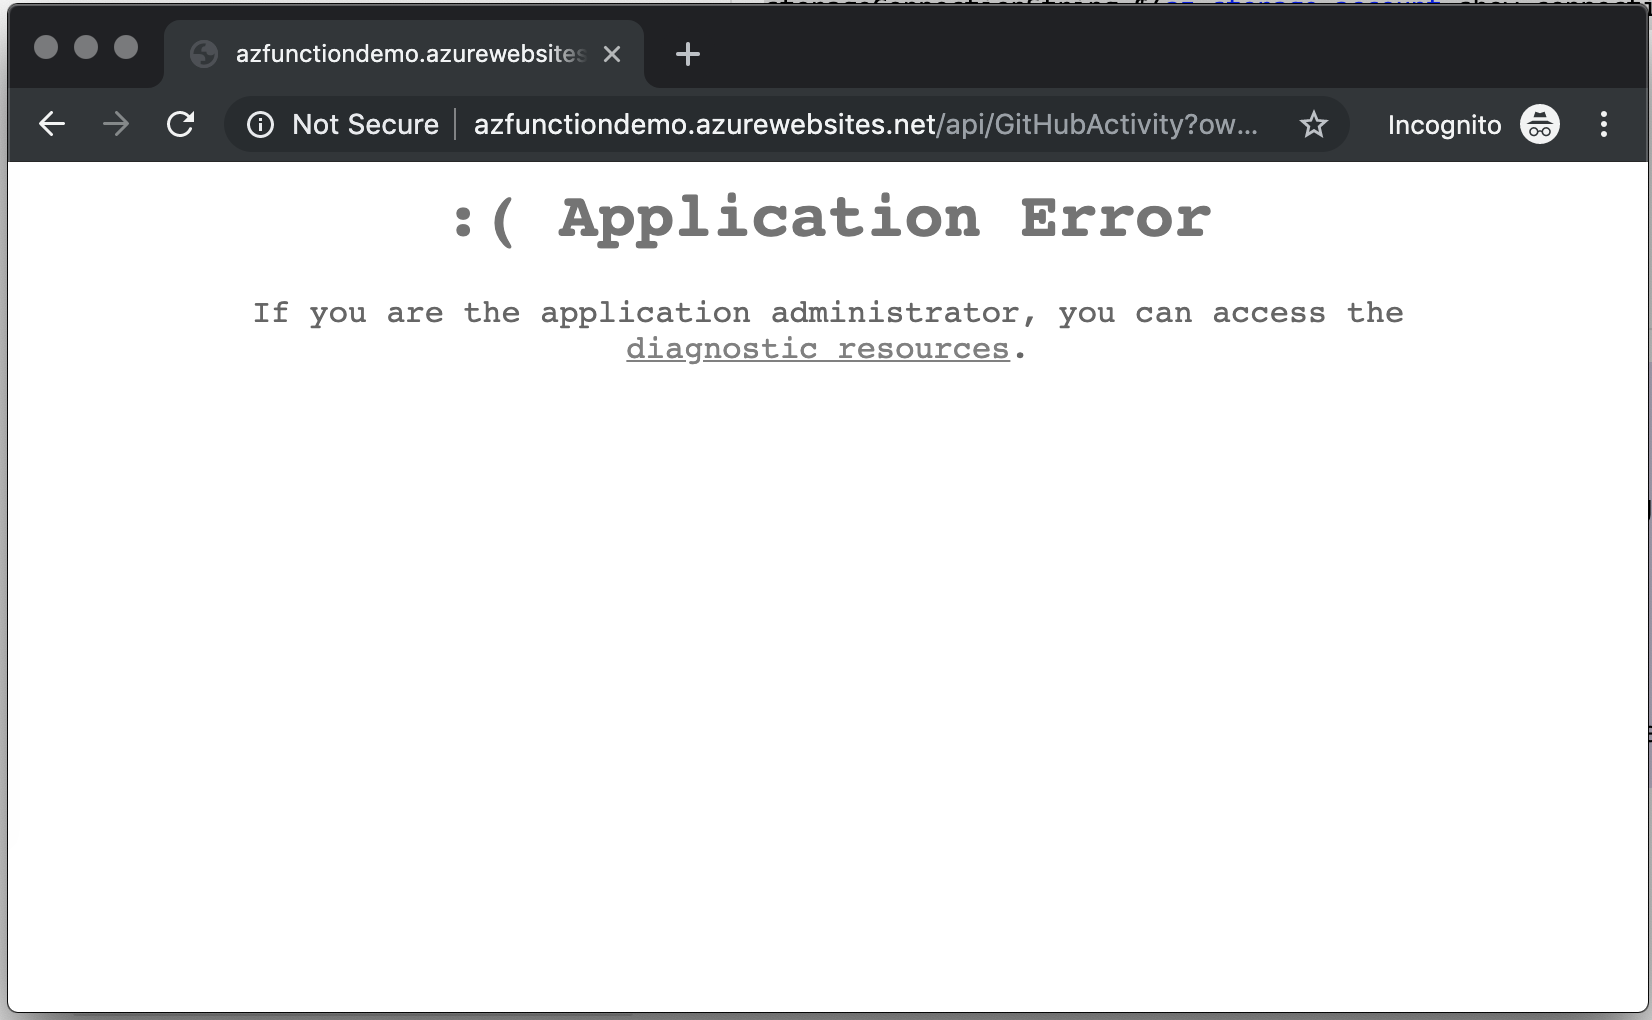 azfunctiondemo.azurewebsites
Not Secure azfunctiondemo.azurewebsites.net/api/GitHubActivity?ow... Incognito
:( Application Error
If you are the application administrator, you can access the
diagnostic resources.